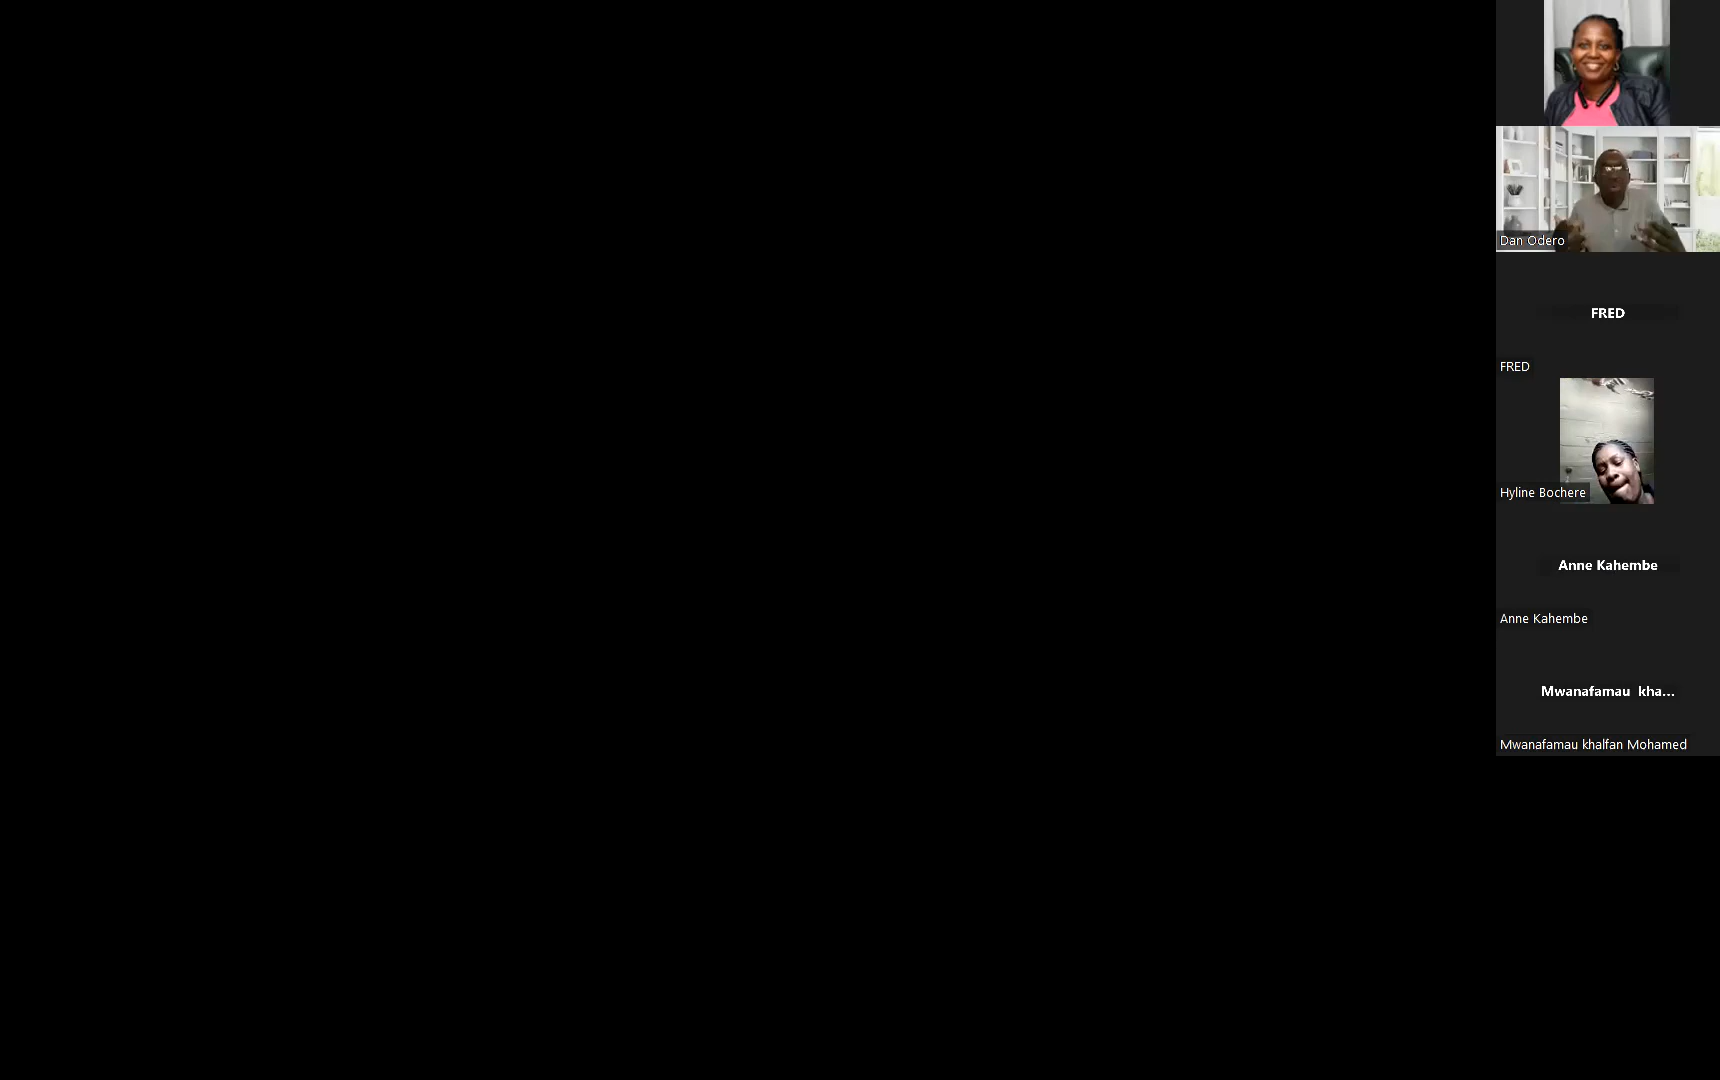 Dan Odero
FRED
FRED
Hyline Bochere
Anne Kahembe
Anne Kahembe
Mwanafamau kha...
Mwanafamau khalfan Mohamed